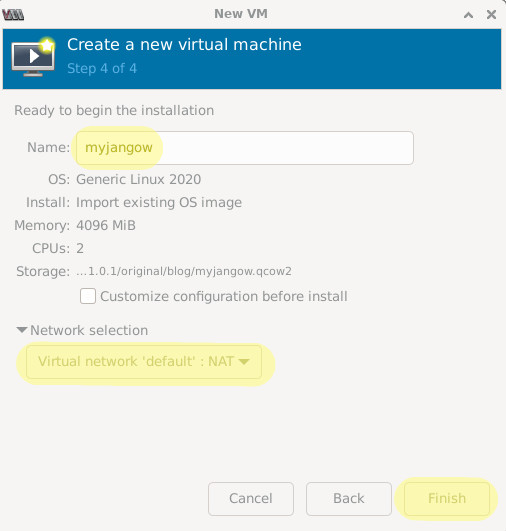 New VM
Create a new virtual machine
Step 4 of 4
Ready to begin the installation
Name: myjangow
OS: Generic Linux 2020
Install: Import existing OS image
Memory: 4096 MiB
CPUs: 2
Storage: ...1.0.1/original/blog/myjangow.qcow2
Customize configuration before install
Network selection
Virtual network 'default' : NAT
Cancel Back Finish